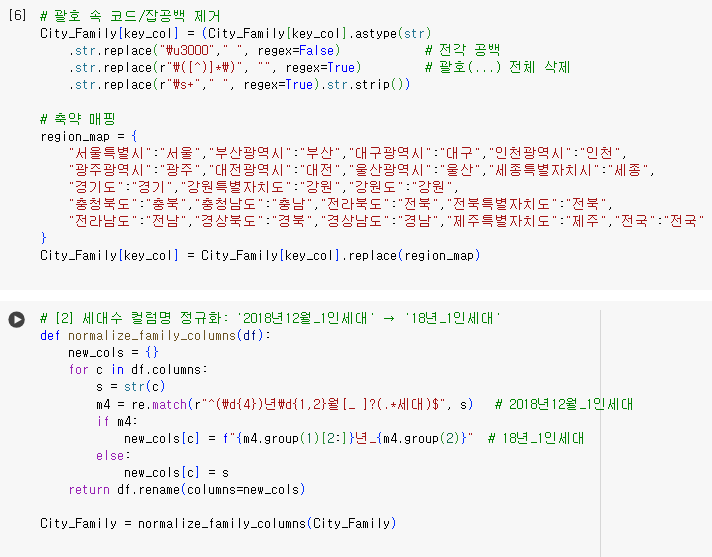 [6] # 괄호 속 코드/잡공백 제거
City_Family[key_col] = (City_Family[key_col].astype(str)
    .str.replace("₩u3000"," ", regex=False)            # 전각 공백
    .str.replace(r"₩([^)]*₩)", "", regex=True)         # 괄호(...) 전체 삭제
    .str.replace(r"₩s+"," ", regex=True).str.strip())
# 축약 매핑
region_map = {
    "서울특별시":"서울","부산광역시":"부산","대구광역시":"대구","인천광역시":"인천",
    "광주광역시":"광주","대전광역시":"대전","울산광역시":"울산","세종특별자치시":"세종",
    "경기도":"경기","강원특별자치도":"강원","강원도":"강원",
    "충청북도":"충북","충청남도":"충남","전라북도":"전북","전북특별자치도":"전북",
    "전라남도":"전남","경상북도":"경북","경상남도":"경남","제주특별자치도":"제주","전국":"전국"
}
City_Family[key_col] = City_Family[key_col].replace(region_map)
# [2] 세대수 컬럼명 정규화: '2018년12월_1인세대' → '18년_1인세대'
def normalize_family_columns(df):
    new_cols = {}
    for c in df.columns:
        s = str(c)
        m4 = re.match(r"^(₩d{4})년₩d{1,2}월[_ ]?(.*세대)$", s)   # 2018년12월_1인세대
        if m4:
            new_cols[c] = f"{m4.group(1)[2:]}년_{m4.group(2)}"  # 18년_1인세대
        else:
            new_cols[c] = s
    return df.rename(columns=new_cols)
City_Family = normalize_family_columns(City_Family)